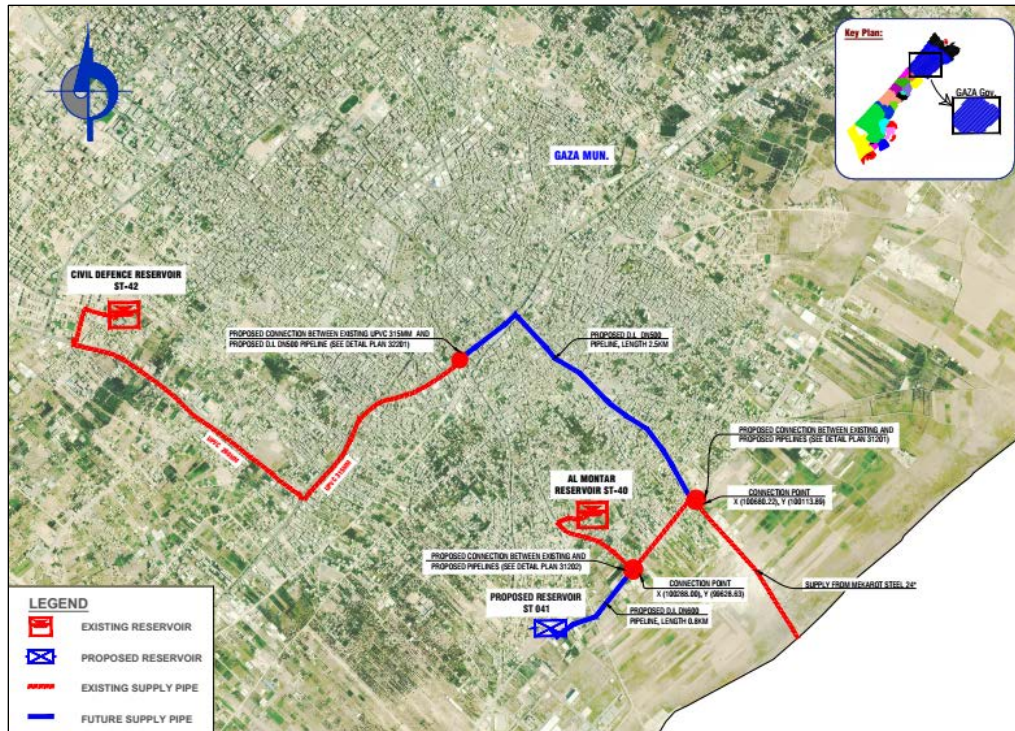 Key Plan:
GAZA Gov.
GAZA MUN.
CIVIL DEFENCE RESERVOIR
ST-42
PROPOSED CONNECTION BETWEEN EXISTING UPVC 315MM AND
PROPOSED D.I. DN500 PIPELINE (SEE DETAIL PLAN 32201)
PROPOSED D.I. DN500
PIPELINE, LENGTH 2.5KM
UPVC
UPVC 315MM
PROPOSED CONNECTION BETWEEN EXISTING AND
PROPOSED PIPELINES (SEE DETAIL PLAN 31201)
AL MONTAR
RESERVOIR ST-40
CONNECTION POINT
X (100680.22), Y (100113.89)
PROPOSED CONNECTION BETWEEN EXISTING AND
PROPOSED PIPELINES (SEE DETAIL PLAN 31202)
CONNECTION POINT
X (100288.00), Y (99628.63)
SUPPLY FROM MEKAROT STEEL 24"
PROPOSED RESERVOIR
ST 041
PROPOSED D.I. DN600
PIPELINE, LENGTH 0.8KM
LEGEND
EXISTING RESERVOIR
PROPOSED RESERVOIR
EXISTING SUPPLY PIPE
FUTURE SUPPLY PIPE